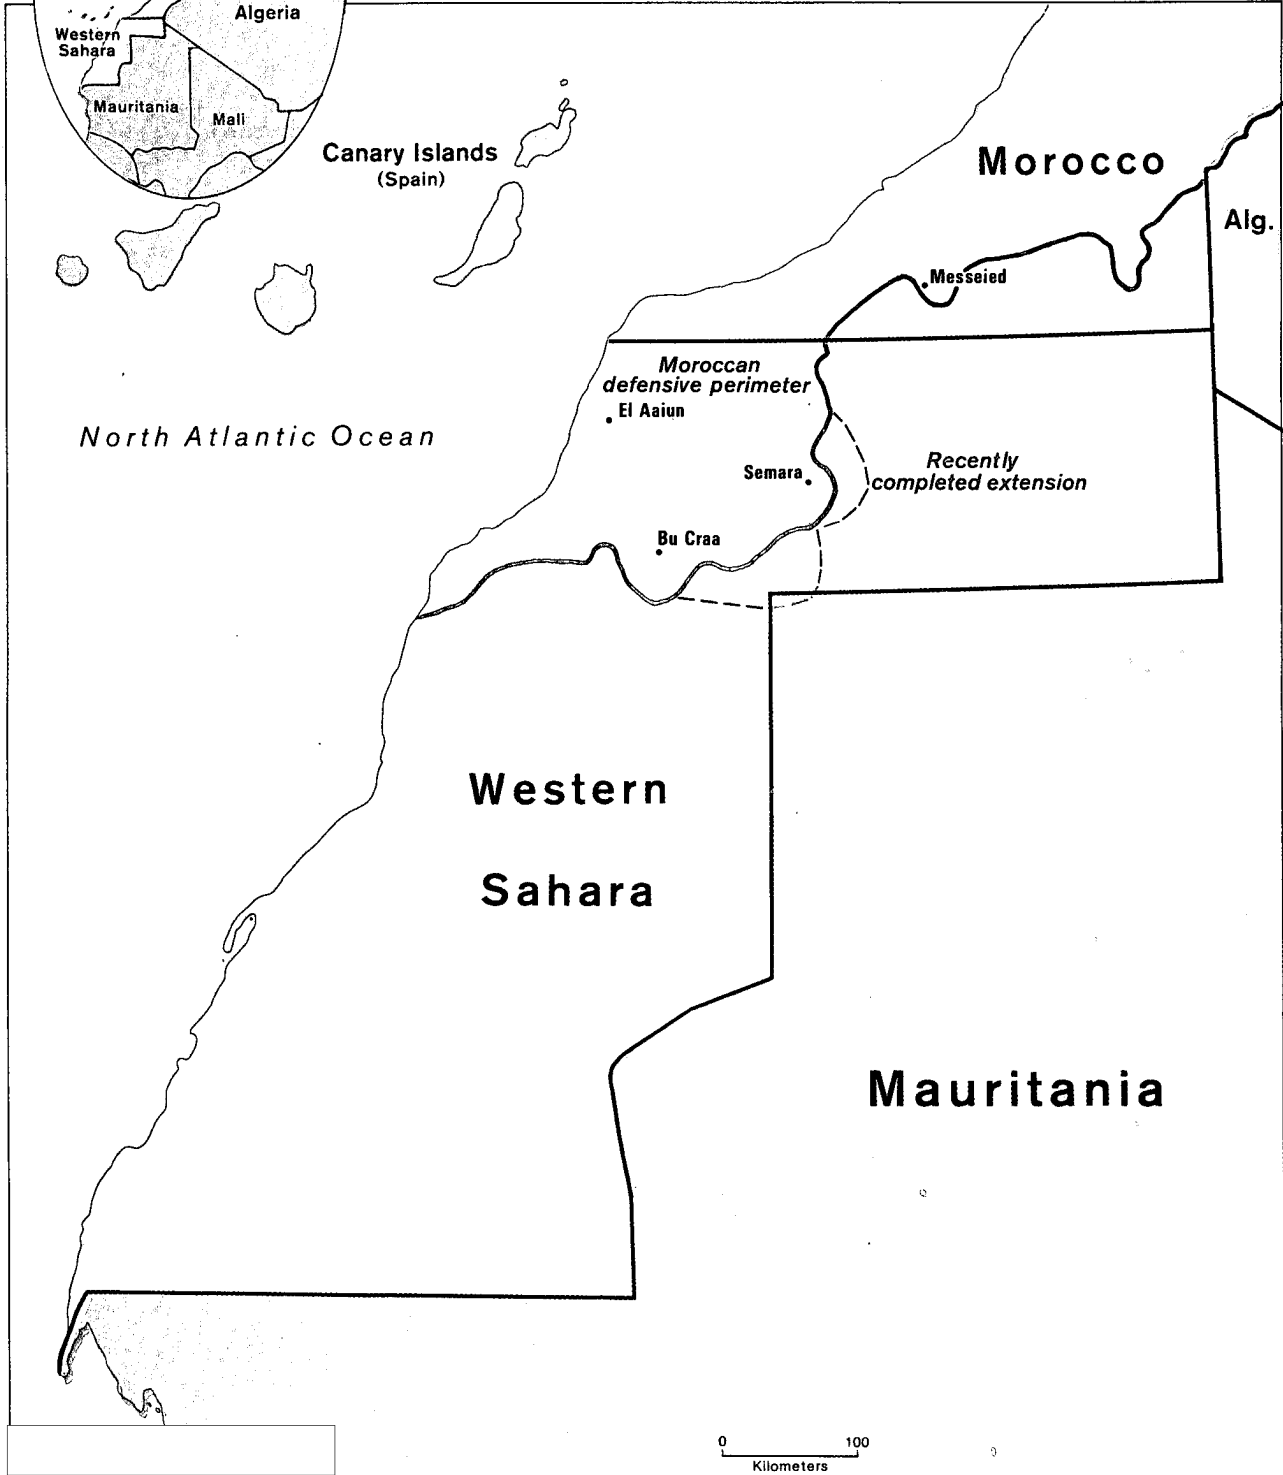 Algeria
Western
Sahara
Mauritania
Mali
Canary Islands
(Spain)
Morocco
Alg.
Messeied
Moroccan
defensive perimeter
El Aaiun
North Atlantic Ocean
Recently
completed extension
Semara
Bu Craa
Western
Sahara
Mauritania
0 100
Kilometers